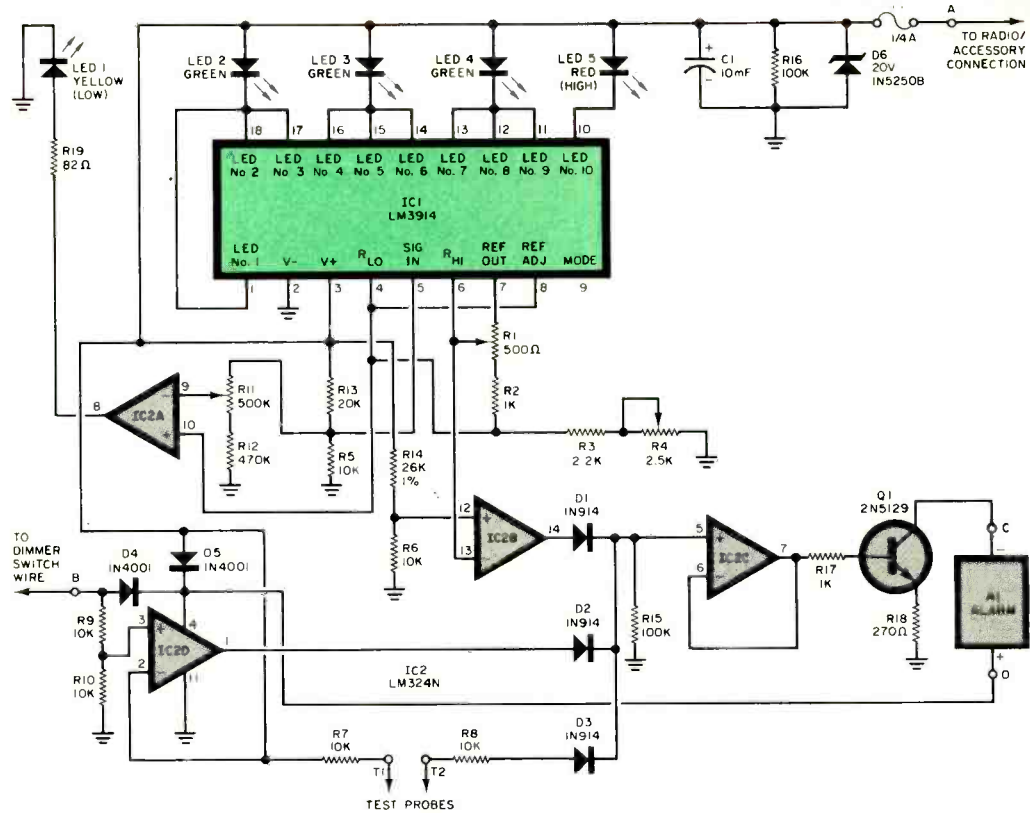 A
1/4A
TO RADIO/
ACCESSORY
CONNECTION
LED 1
YELLOW
(LOW)
LED 2
GREEN
LED 3
GREEN
LED 4
GREEN
LED 5
RED
(HIGH)
+
C1
10mF
−
R16
100K
D6
20V
1N5250B
R19
82Ω
18 17 16 15 14 13 12 11 10
LED No. 2
LED No. 3
LED No. 4
LED No. 5
LED No. 6
LED No. 7
LED No. 8
LED No. 9
LED No. 10
IC1
LM3914
LED No. 1
V-
V+
RLO
SIG IN
RHI
REF OUT
REF ADJ
MODE
1 2 3 4 5 6 7 8 9
R1
500Ω
R2
1K
8
IC2A
−
9
+
10
R11
500K
R12
470K
R13
20K
R5
10K
R14
26K
1%
R6
10K
R3
2.2K
R4
2.5K
12
+
13
−
IC2B
14
D1
1N914
5
+
6
−
IC2C
7
R15
100K
R17
1K
Q1
2N5129
R18
270Ω
C
−
A1
ALARM
+
D
TO
DIMMER
SWITCH
WIRE
B
D4
1N4001
D5
1N4001
R9
10K
R10
10K
3
+
2
−
IC2D
4
11
1
D2
1N914
IC2
LM324N
D3
1N914
R7
10K
T1
T2
R8
10K
TEST PROBES